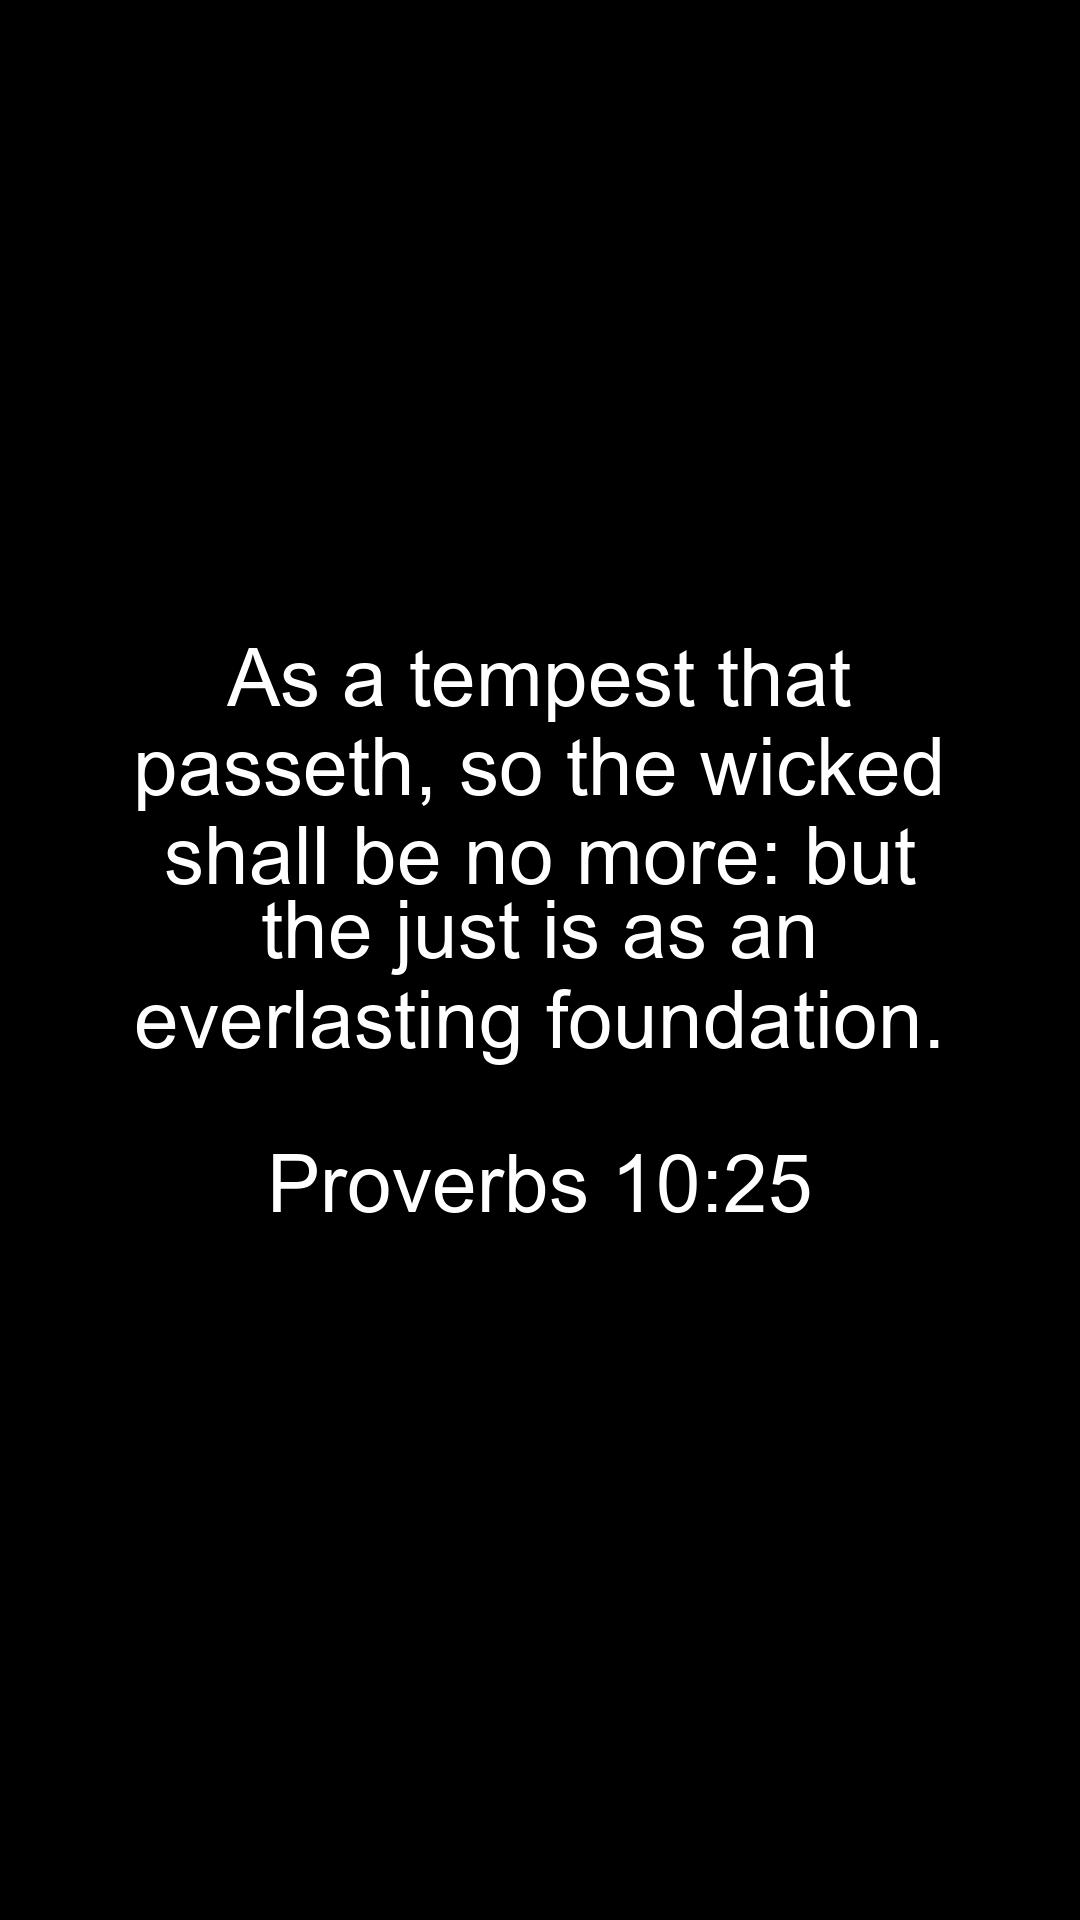 As a tempest that
passeth, so the wicked
shall be no more: but
the just is as an
everlasting foundation.
Proverbs 10:25